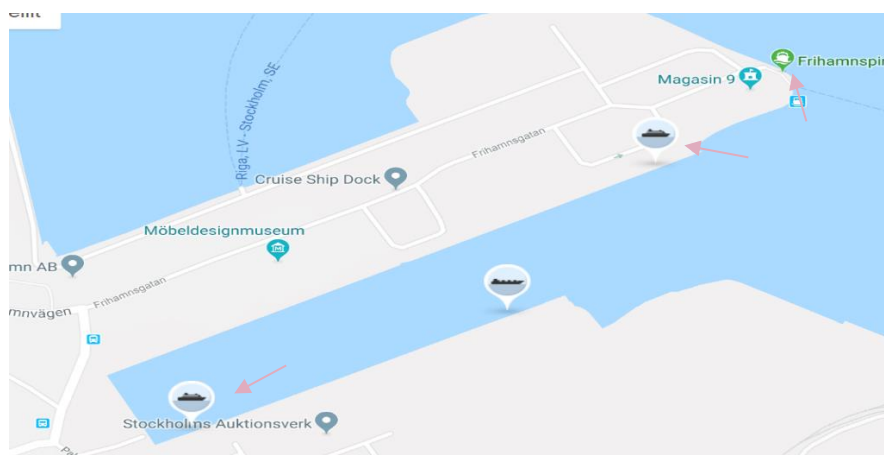 Frihamnspir
Magasin 9
Riga, LV - Stockholm, SE
Frihamnsgatan
Cruise Ship Dock
Möbeldesignmuseum
mn AB
Frihamnsgatan
mnvägen
Stockholms Auktionsverk